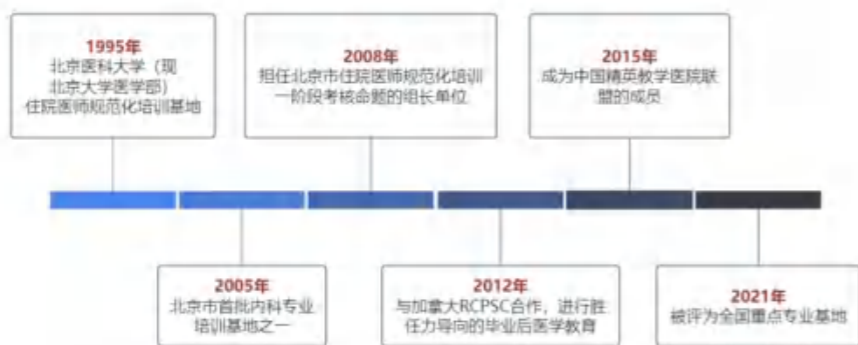 1995年
北京医科大学（现
北京大学医学部）
住院医师规范化培训基地
2008年
担任北京市住院医师规范化培训
一阶段考核命题的组长单位
2015年
成为中国精英教学医院联
盟的成员
2005年
北京市首批内科专业
培训基地之一
2012年
与加拿大RCPSC合作，进行胜
任力导向的毕业后医学教育
2021年
被评为全国重点专业基地